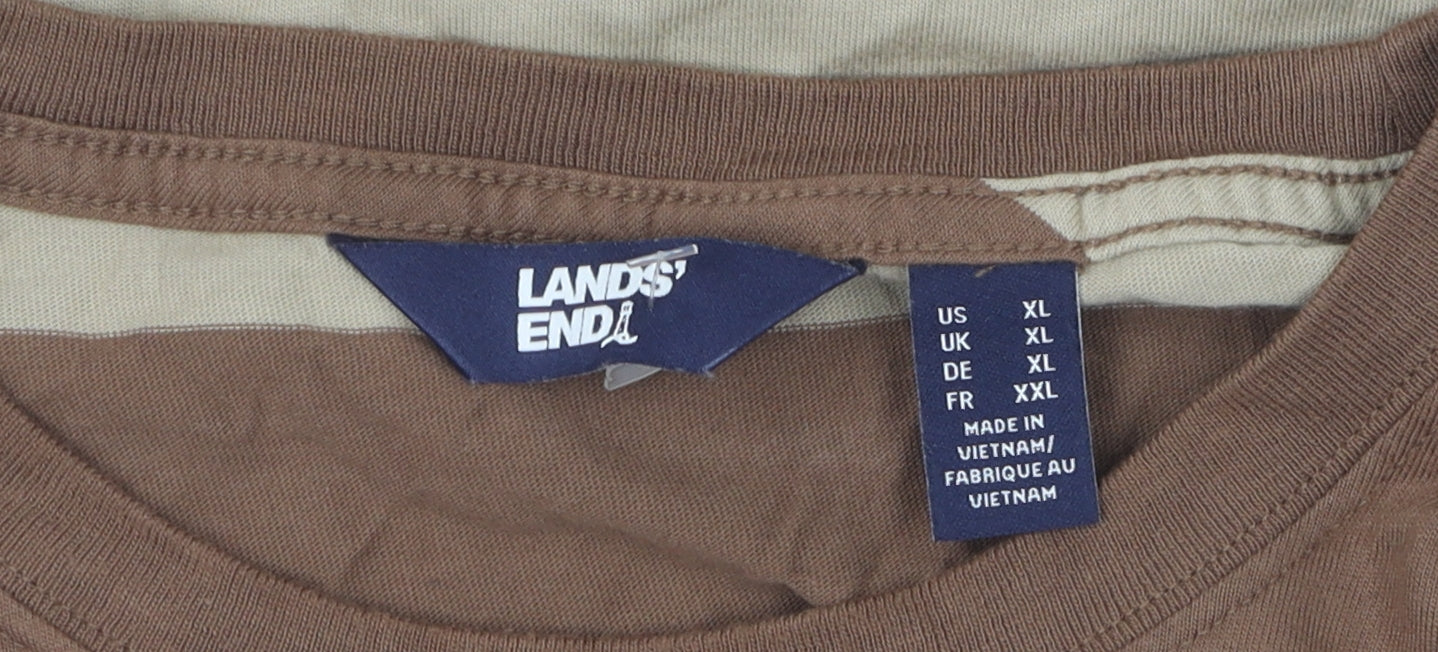 LANDS'
END
US XL
UK XL
DE XL
FR XXL
MADE IN
VIETNAM/
FABRIQUE AU
VIETNAM